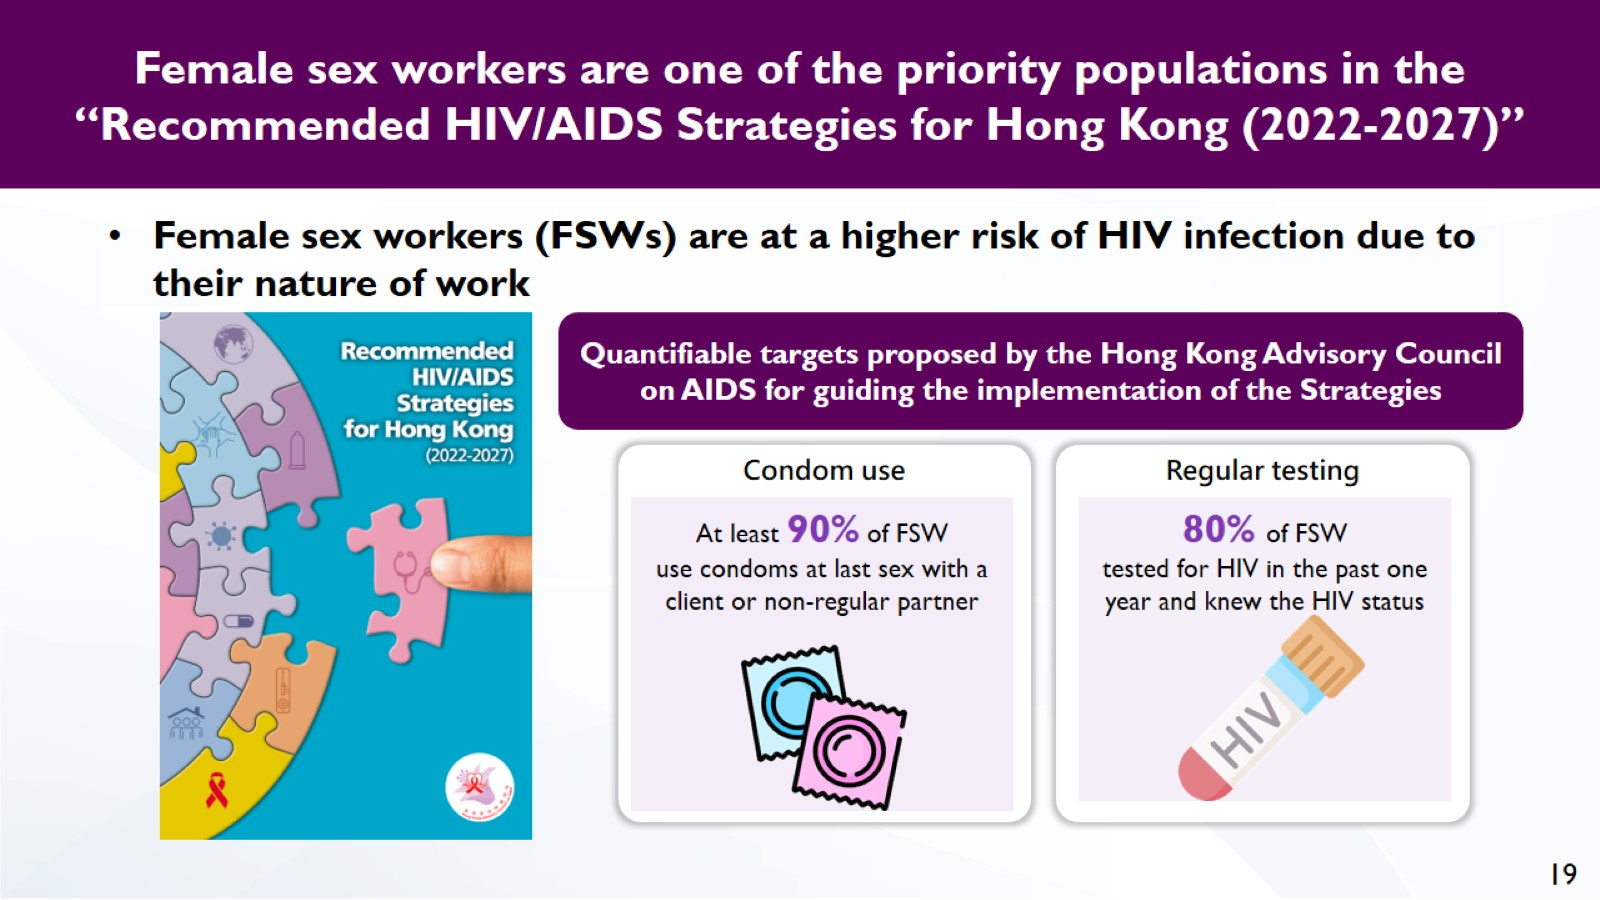 Female sex workers are one of the priority populations in the
“Recommended HIV/AIDS Strategies for Hong Kong (2022-2027)”
• Female sex workers (FSWs) are at a higher risk of HIV infection due to
their nature of work
Recommended
HIV/AIDS
Strategies
for Hong Kong
(2022-2027)
Quantifiable targets proposed by the Hong Kong Advisory Council
on AIDS for guiding the implementation of the Strategies
Condom use
At least 90% of FSW
use condoms at last sex with a
client or non-regular partner
Regular testing
80% of FSW
tested for HIV in the past one
year and knew the HIV status
HIV
19